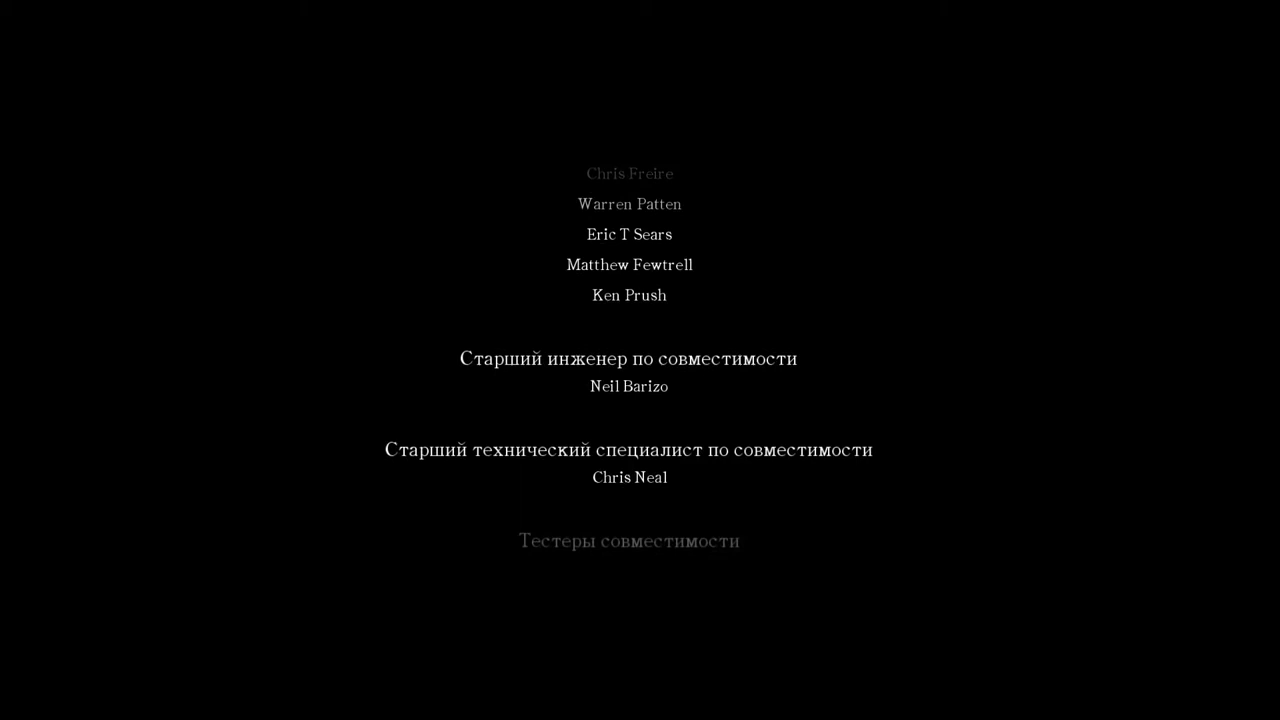 Chris Freire
Warren Patten
Eric T Sears
Matthew Fewtrell
Ken Prush
Старший инженер по совместимости
Neil Barizo
Старший технический специалист по совместимости
Chris Neal
Тестеры совместимости